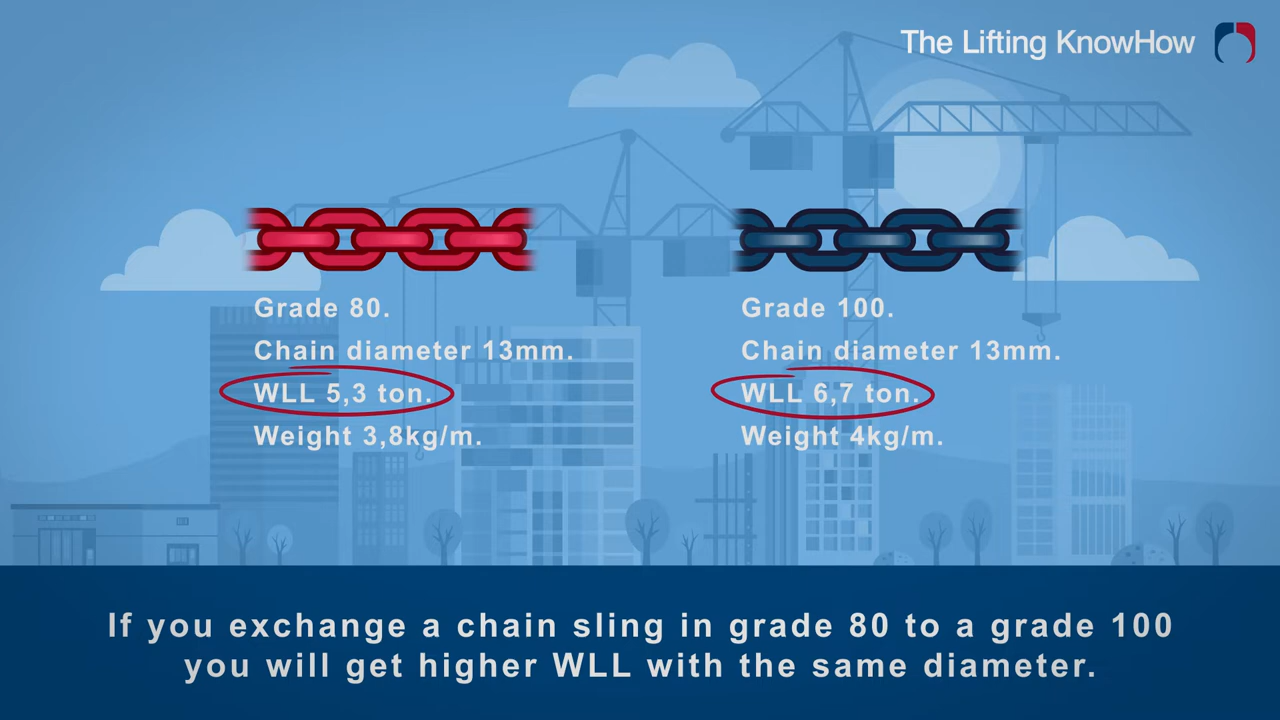 The Lifting KnowHow
Grade 80.
Chain diameter 13mm.
WLL 5,3 ton.
Weight 3,8kg/m.
Grade 100.
Chain diameter 13mm.
WLL 6,7 ton.
Weight 4kg/m.
If you exchange a chain sling in grade 80 to a grade 100
you will get higher WLL with the same diameter.